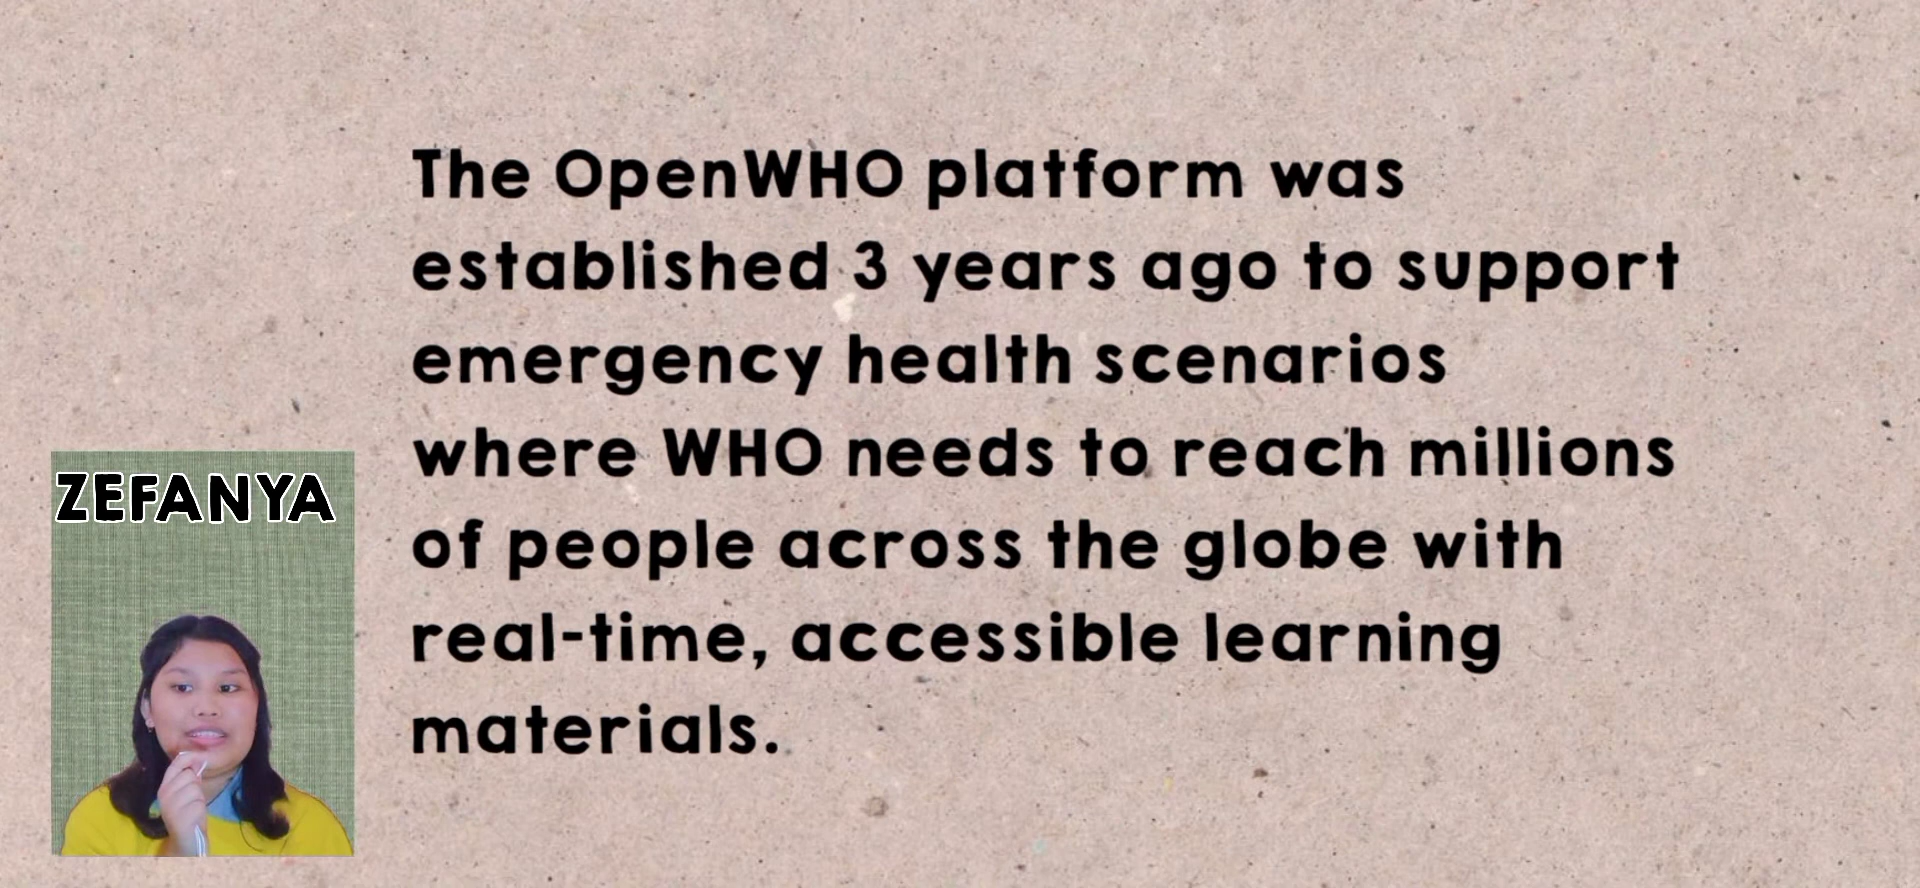 The OpenWHO platform was
established 3 years ago to support
emergency health scenarios
where WHO needs to reach millions
of people across the globe with
real-time, accessible learning
materials.
ZEFANYA